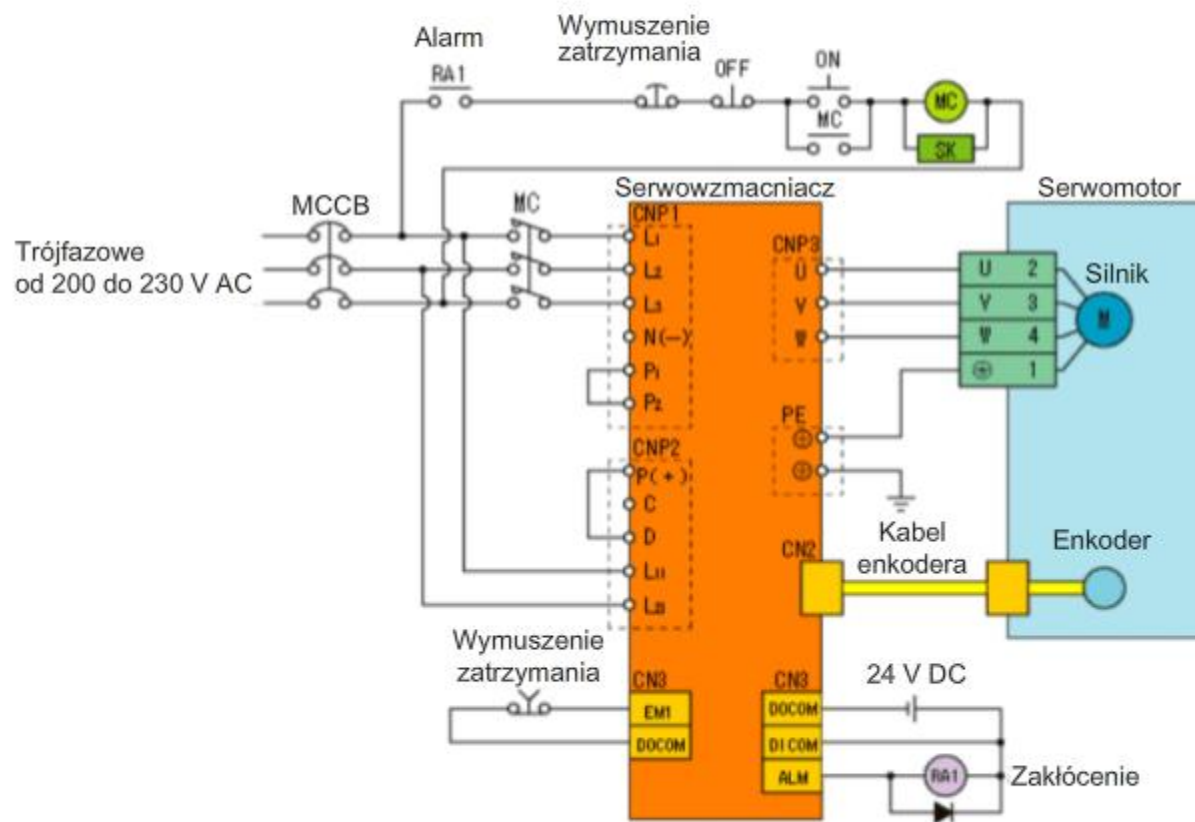 Alarm
Wymuszenie
zatrzymania
RA1
OFF
ON
MC
MC
SK
MCCB
MC
Serwowzmacniacz
Serwomotor
Trójfazowe
od 200 do 230 V AC
CNP1
L1
L2
L3
N(—)
P1
P2
CNP3
U
V
W
U 2
V 3
W 4
1
Silnik
M
PE
CNP2
P(+)
C
D
L11
L21
CN2
Kabel
enkodera
Enkoder
Wymuszenie
zatrzymania
CN3
EM1
DOCOM
CN3
DOCOM
DICOM
ALM
24 V DC
RA1
Zakłócenie